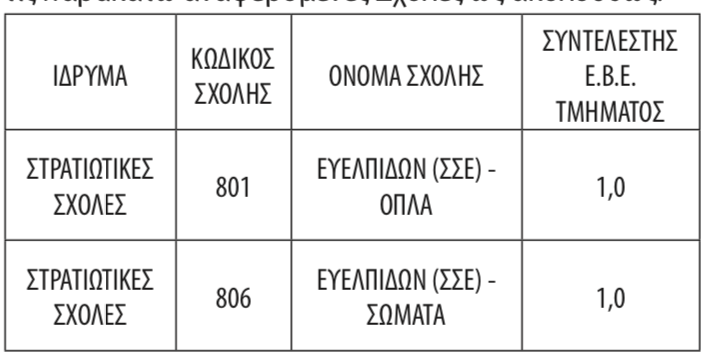 ΙΔΡΥΜΑ
ΚΩΔΙΚΟΣ
ΣΧΟΛΗΣ
ΟΝΟΜΑ ΣΧΟΛΗΣ
ΣΥΝΤΕΛΕΣΤΗΣ
Ε.Β.Ε.
ΤΜΗΜΑΤΟΣ
ΣΤΡΑΤΙΩΤΙΚΕΣ
ΣΧΟΛΕΣ
801
ΕΥΕΛΠΙΔΩΝ (ΣΣΕ) -
ΟΠΛΑ
1,0
ΣΤΡΑΤΙΩΤΙΚΕΣ
ΣΧΟΛΕΣ
806
ΕΥΕΛΠΙΔΩΝ (ΣΣΕ) -
ΣΩΜΑΤΑ
1,0